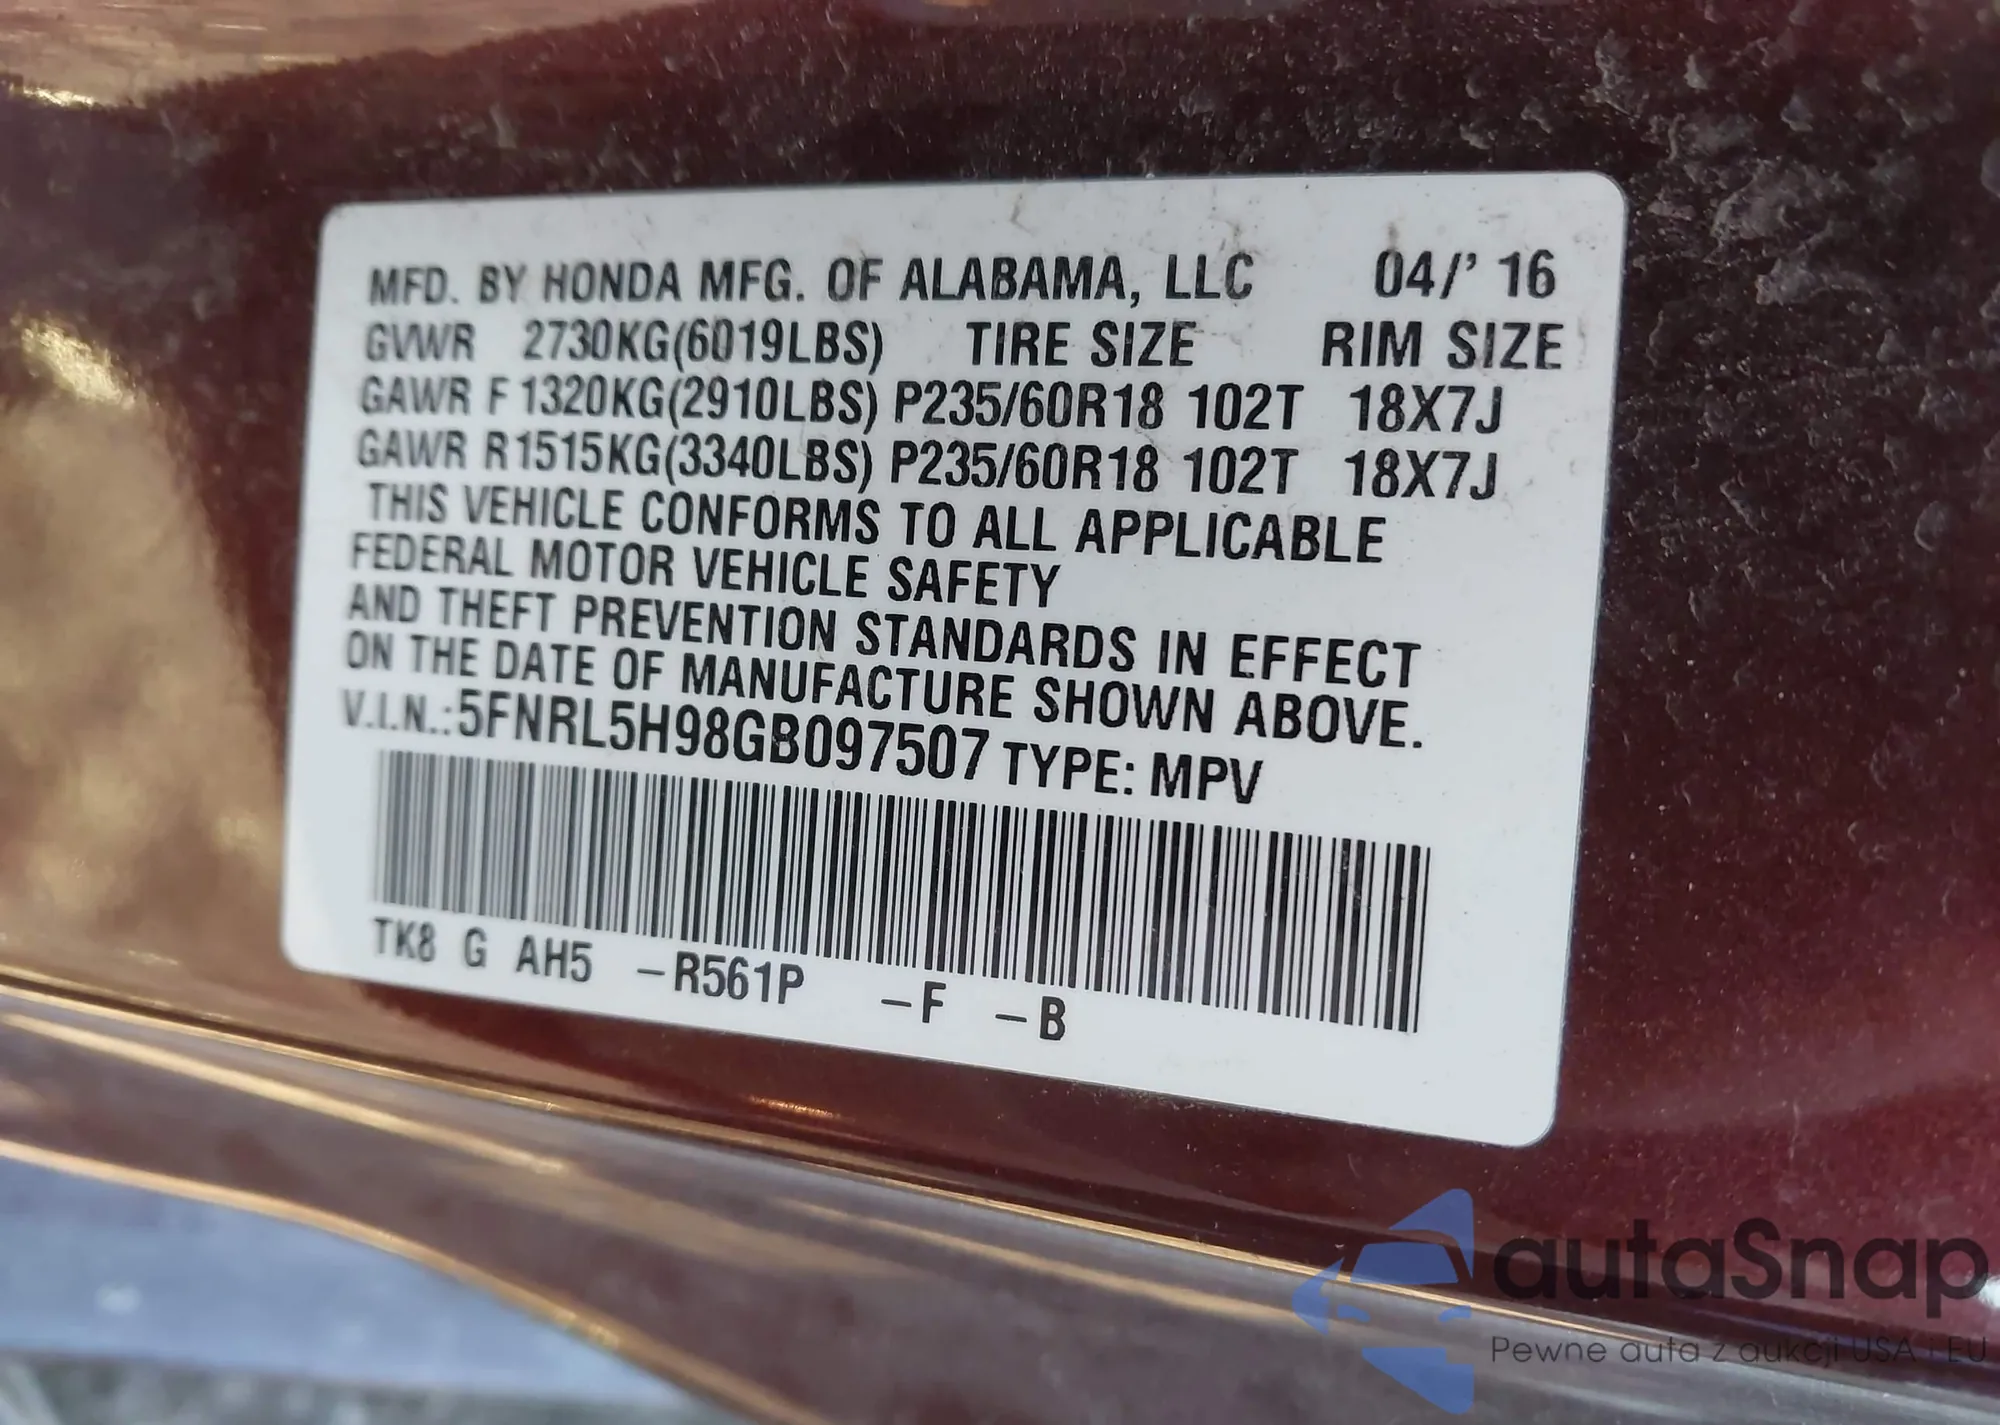 MFD. BY HONDA MFG. OF ALABAMA, LLC 04/' 16
GVWR 2730KG(6019LBS) TIRE SIZE RIM SIZE
GAWR F 1320KG(2910LBS) P235/60R18 102T 18X7J
GAWR R1515KG(3340LBS) P235/60R18 102T 18X7J
THIS VEHICLE CONFORMS TO ALL APPLICABLE
FEDERAL MOTOR VEHICLE SAFETY
AND THEFT PREVENTION STANDARDS IN EFFECT
ON THE DATE OF MANUFACTURE SHOWN ABOVE.
V.I.N.:5FNRL5H98GB097507 TYPE: MPV
TK8 G AH5 –R561P –F –B
autaSnap
Pewne auta z aukcji USA i EU